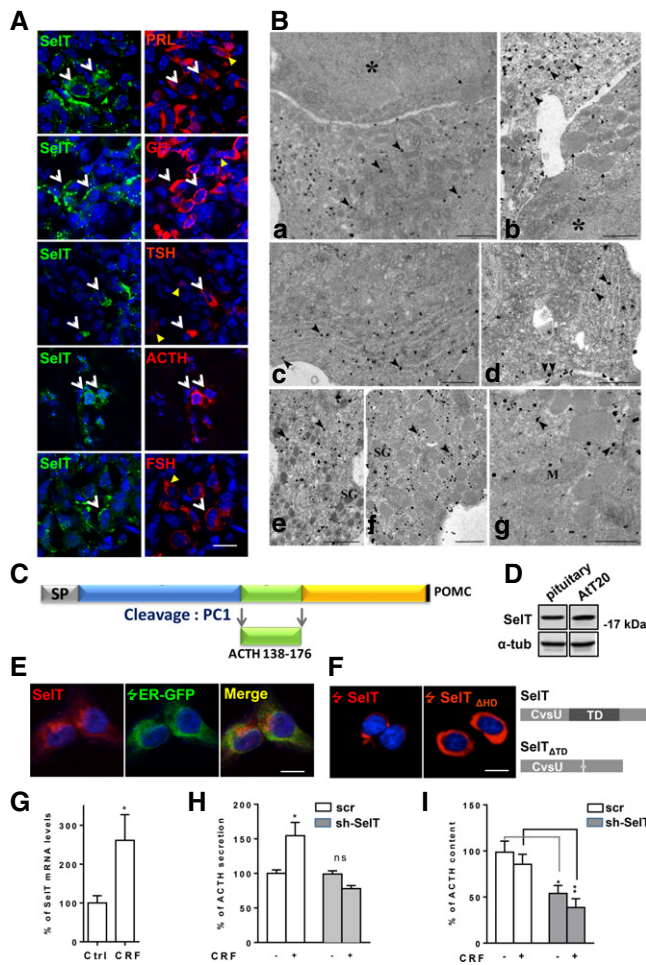 A
SelT
PRL
SelT
GH
SelT
TSH
SelT
ACTH
SelT
FSH
B
*
a
b
*
c
d
e
SG
f
SG
g
M
C
SP
POMC
Cleavage : PC1
ACTH 138-176
D
pituitary
AtT20
SelT
-17 kDa
α-tub
E
SelT
ER-GFP
Merge
F
SelT
SelT ΔHD
SelT
CvsU
TD
SelTΔTD
CvsU
G
% of SelT mRNA levels
300
200
100
0
*
Ctrl
CRF
H
scr
sh-SelT
% of ACTH secretion
200
150
100
50
0
*
ns
CRF
-
+
-
+
I
scr
sh-SelT
% of ACTH content
150
100
50
0
*
CRF
-
+
-
+